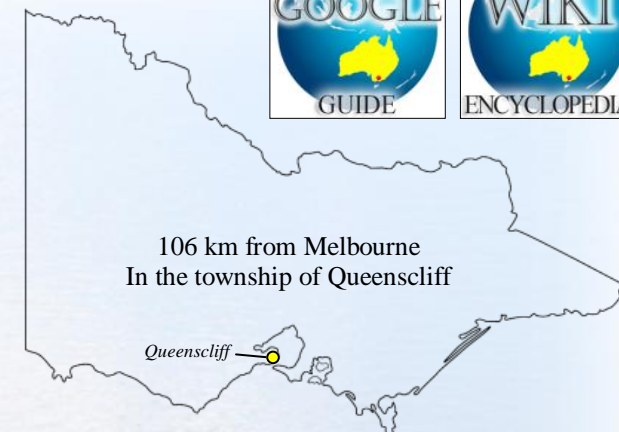 GOOGLE
GUIDE
WIKI
ENCYCLOPEDIA
106 km from Melbourne
In the township of Queenscliff
Queenscliff